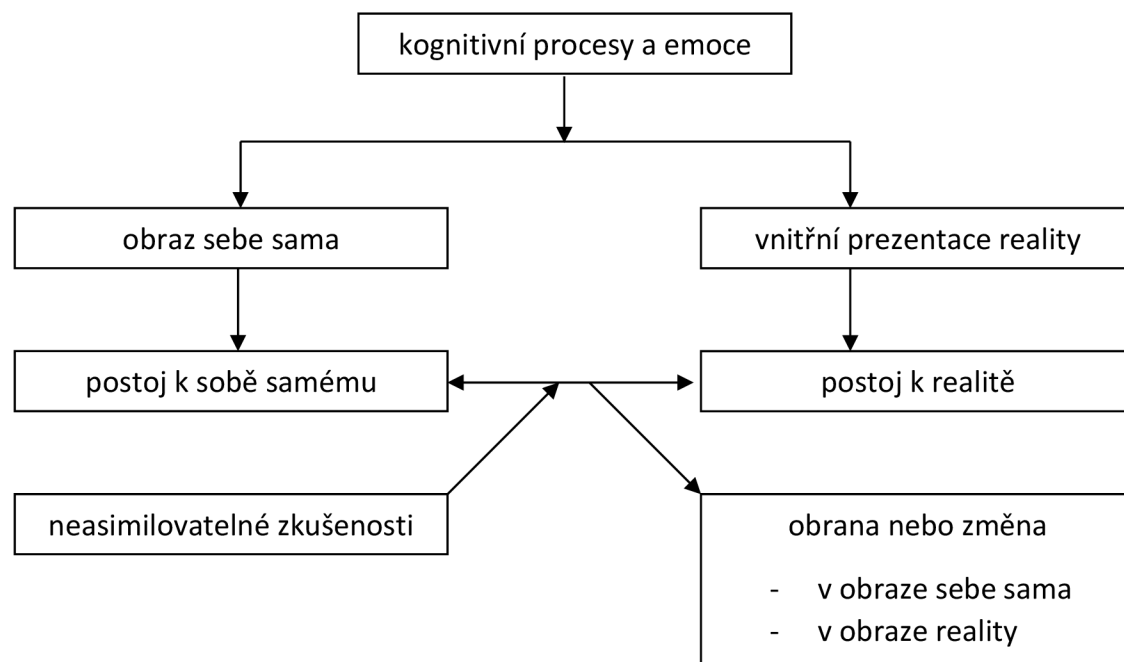 kognitivní procesy a emoce
obraz sebe sama
vnitřní prezentace reality
postoj k sobě samému
postoj k realitě
neasimilovatelné zkušenosti
obrana nebo změna
- v obraze sebe sama
- v obraze reality